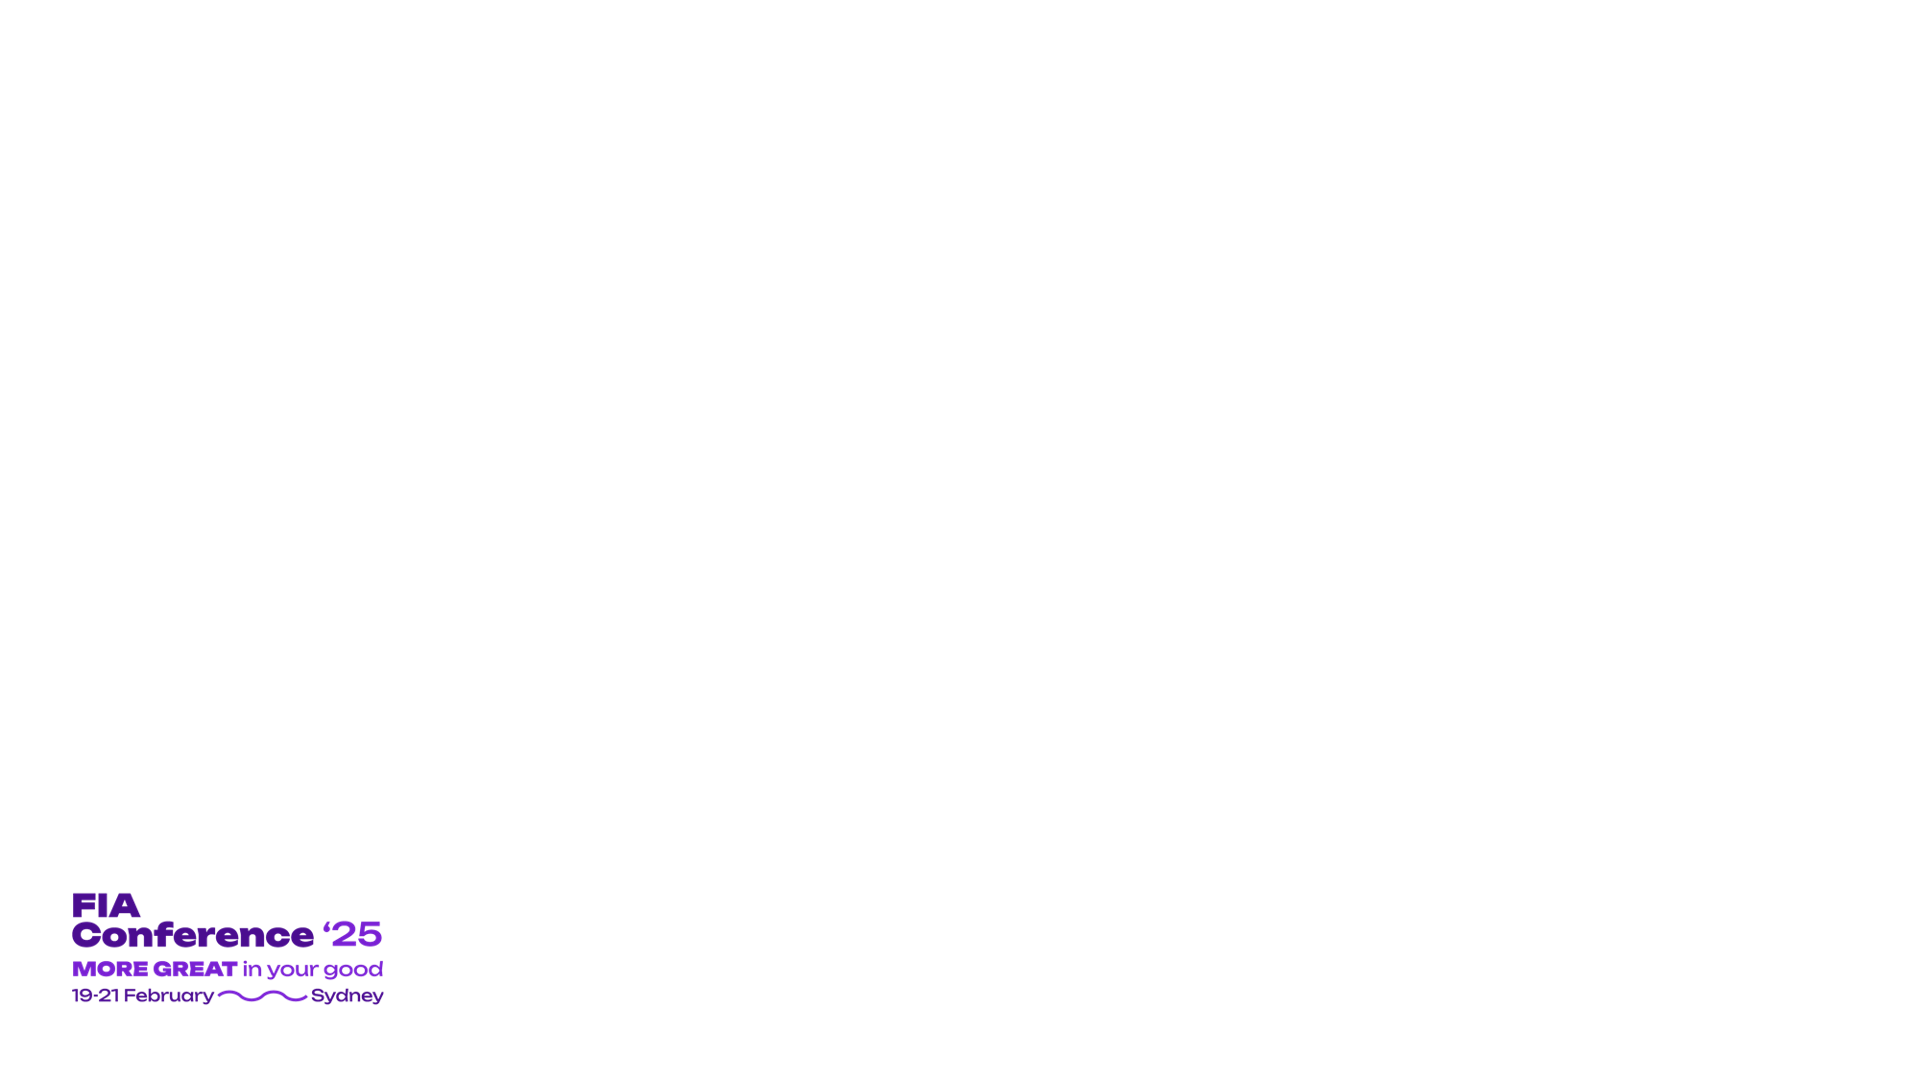 FIA
Conference ‘25
MORE GREAT in your good
19-21 February Sydney